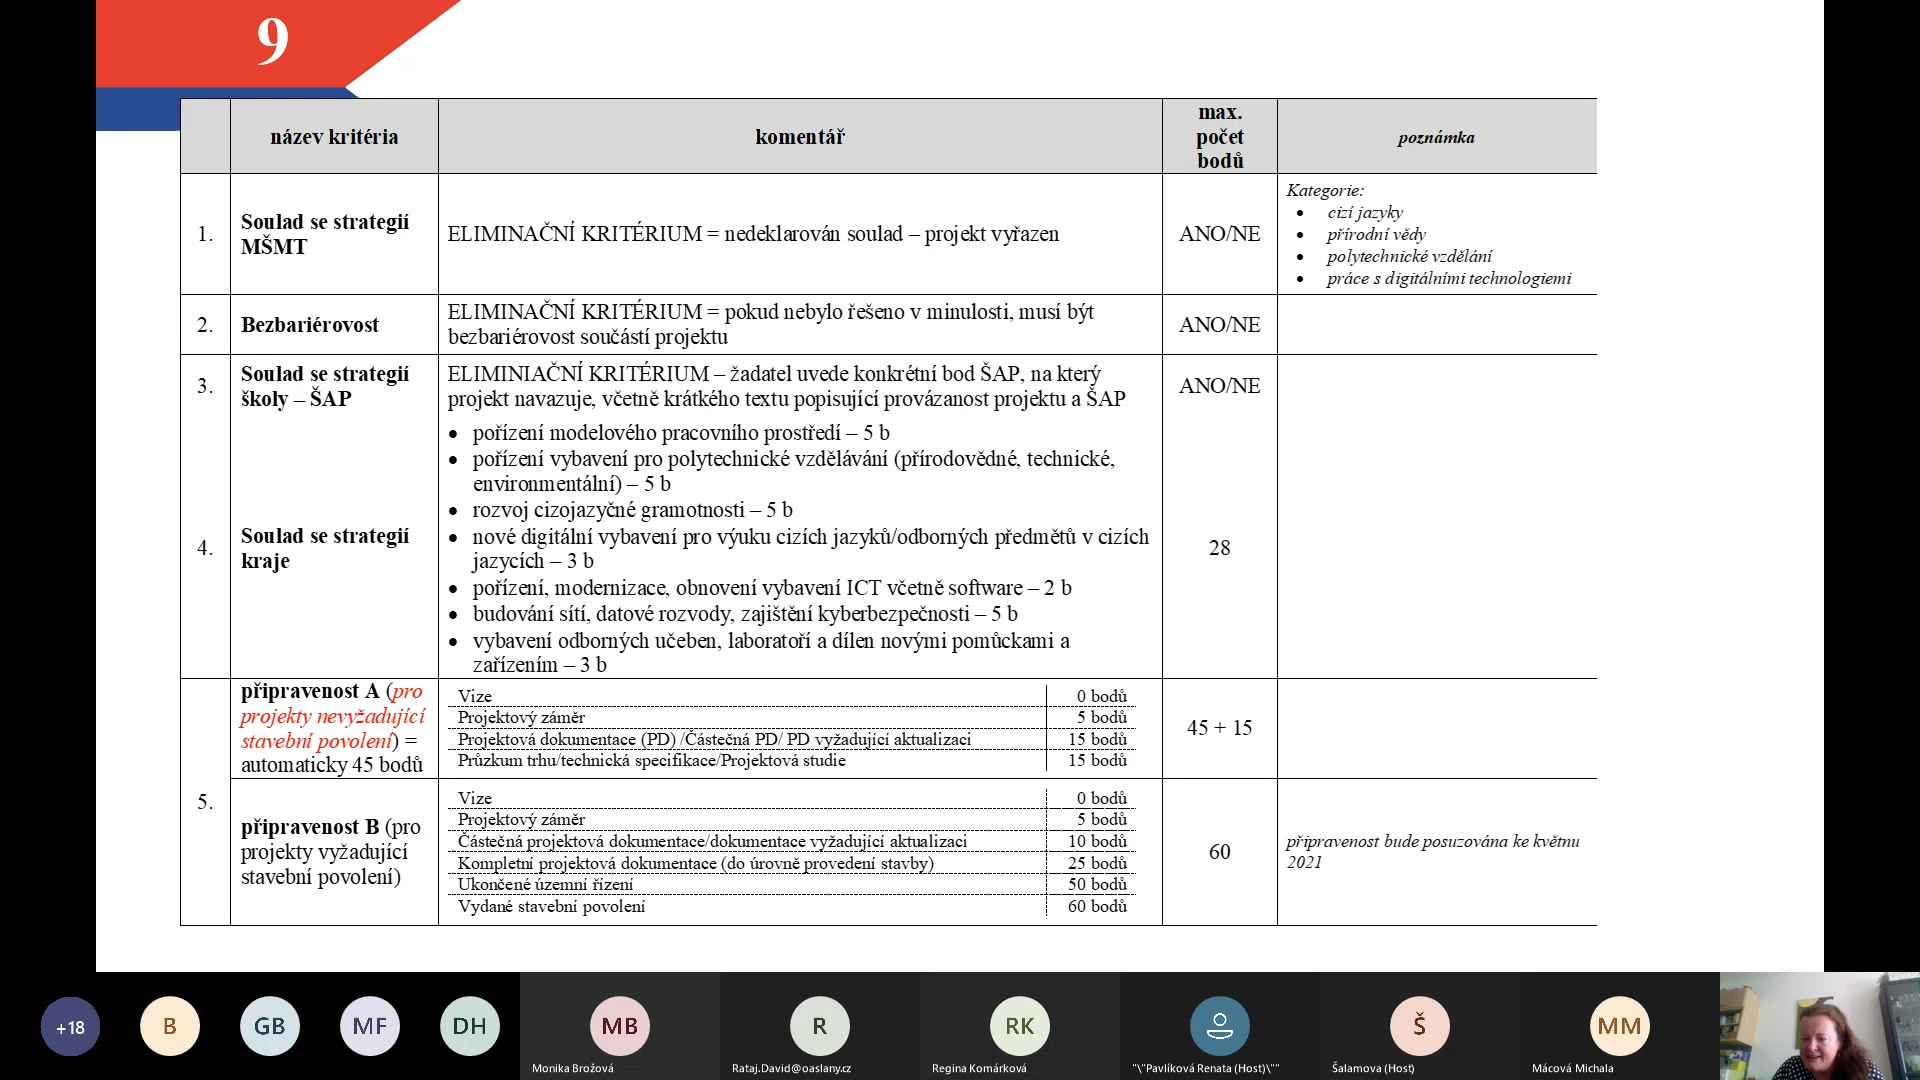 9
název kritéria
komentář
max.
počet
bodů
poznámka
1.
Soulad se strategií
MŠMT
ELIMINAČNÍ KRITÉRIUM = nedeklarován soulad – projekt vyřazen
ANO/NE
Kategorie:
• cizí jazyky
• přírodní vědy
• polytechnické vzdělání
• práce s digitálními technologiemi
2.
Bezbariérovost
ELIMINAČNÍ KRITÉRIUM = pokud nebylo řešeno v minulosti, musí být
bezbariérovost součástí projektu
ANO/NE
3.
Soulad se strategií
školy – ŠAP
ELIMINIAČNÍ KRITÉRIUM – žadatel uvede konkrétní bod ŠAP, na který
projekt navazuje, včetně krátkého textu popisující provázanost projektu a ŠAP
ANO/NE
4.
Soulad se strategií
kraje
• pořízení modelového pracovního prostředí – 5 b
• pořízení vybavení pro polytechnické vzdělávání (přírodovědné, technické,
environmentální) – 5 b
• rozvoj cizojazyčné gramotnosti – 5 b
• nové digitální vybavení pro výuku cizích jazyků/odborných předmětů v cizích
jazycích – 3 b
• pořízení, modernizace, obnovení vybavení ICT včetně software – 2 b
• budování sítí, datové rozvody, zajištění kyberbezpečnosti – 5 b
• vybavení odborných učeben, laboratoří a dílen novými pomůckami a
zařízením – 3 b
28
5.
připravenost A (pro
projekty nevyžadující
stavební povolení) =
automaticky 45 bodů
Vize 0 bodů
Projektový záměr 5 bodů
Projektová dokumentace (PD) /Částečná PD/ PD vyžadující aktualizaci 15 bodů
Průzkum trhu/technická specifikace/Projektová studie 15 bodů
45 + 15
připravenost B (pro
projekty vyžadující
stavební povolení)
Vize 0 bodů
Projektový záměr 5 bodů
Částečná projektová dokumentace/dokumentace vyžadující aktualizaci 10 bodů
Kompletní projektová dokumentace (do úrovně provedení stavby) 25 bodů
Ukončené územní řízení 50 bodů
Vydané stavební povolení 60 bodů
60
připravenost bude posuzována ke květnu
2021
+18
B
GB
MF
DH
MB
R
RK
Š
MM
Monika Brožová
Rataj.David@oaslany.cz
Regina Komárková
"\"Pavlíková Renata (Host)\""
Šalamova (Host)
Mácová Michala